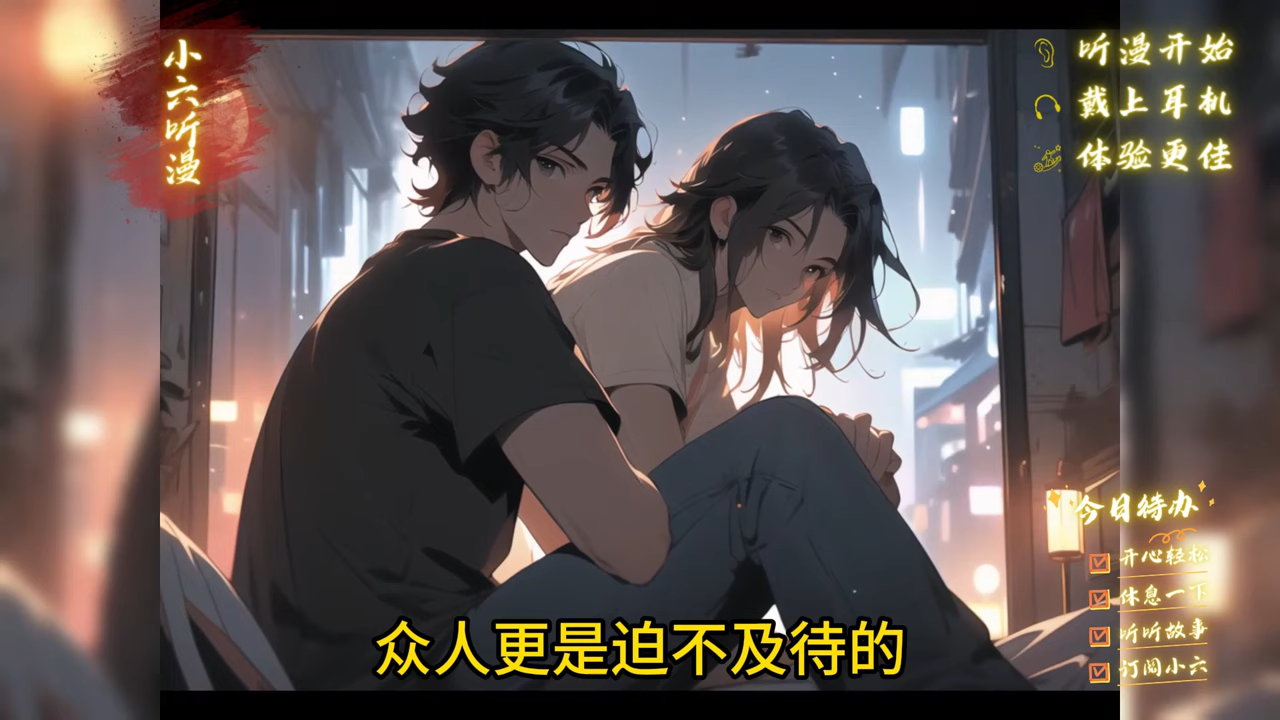 小六听漫
听漫开始
戴上耳机
体验更佳
今日待办
开心轻松
休息一下
听听故事
订阅小六
众人更是迫不及待的